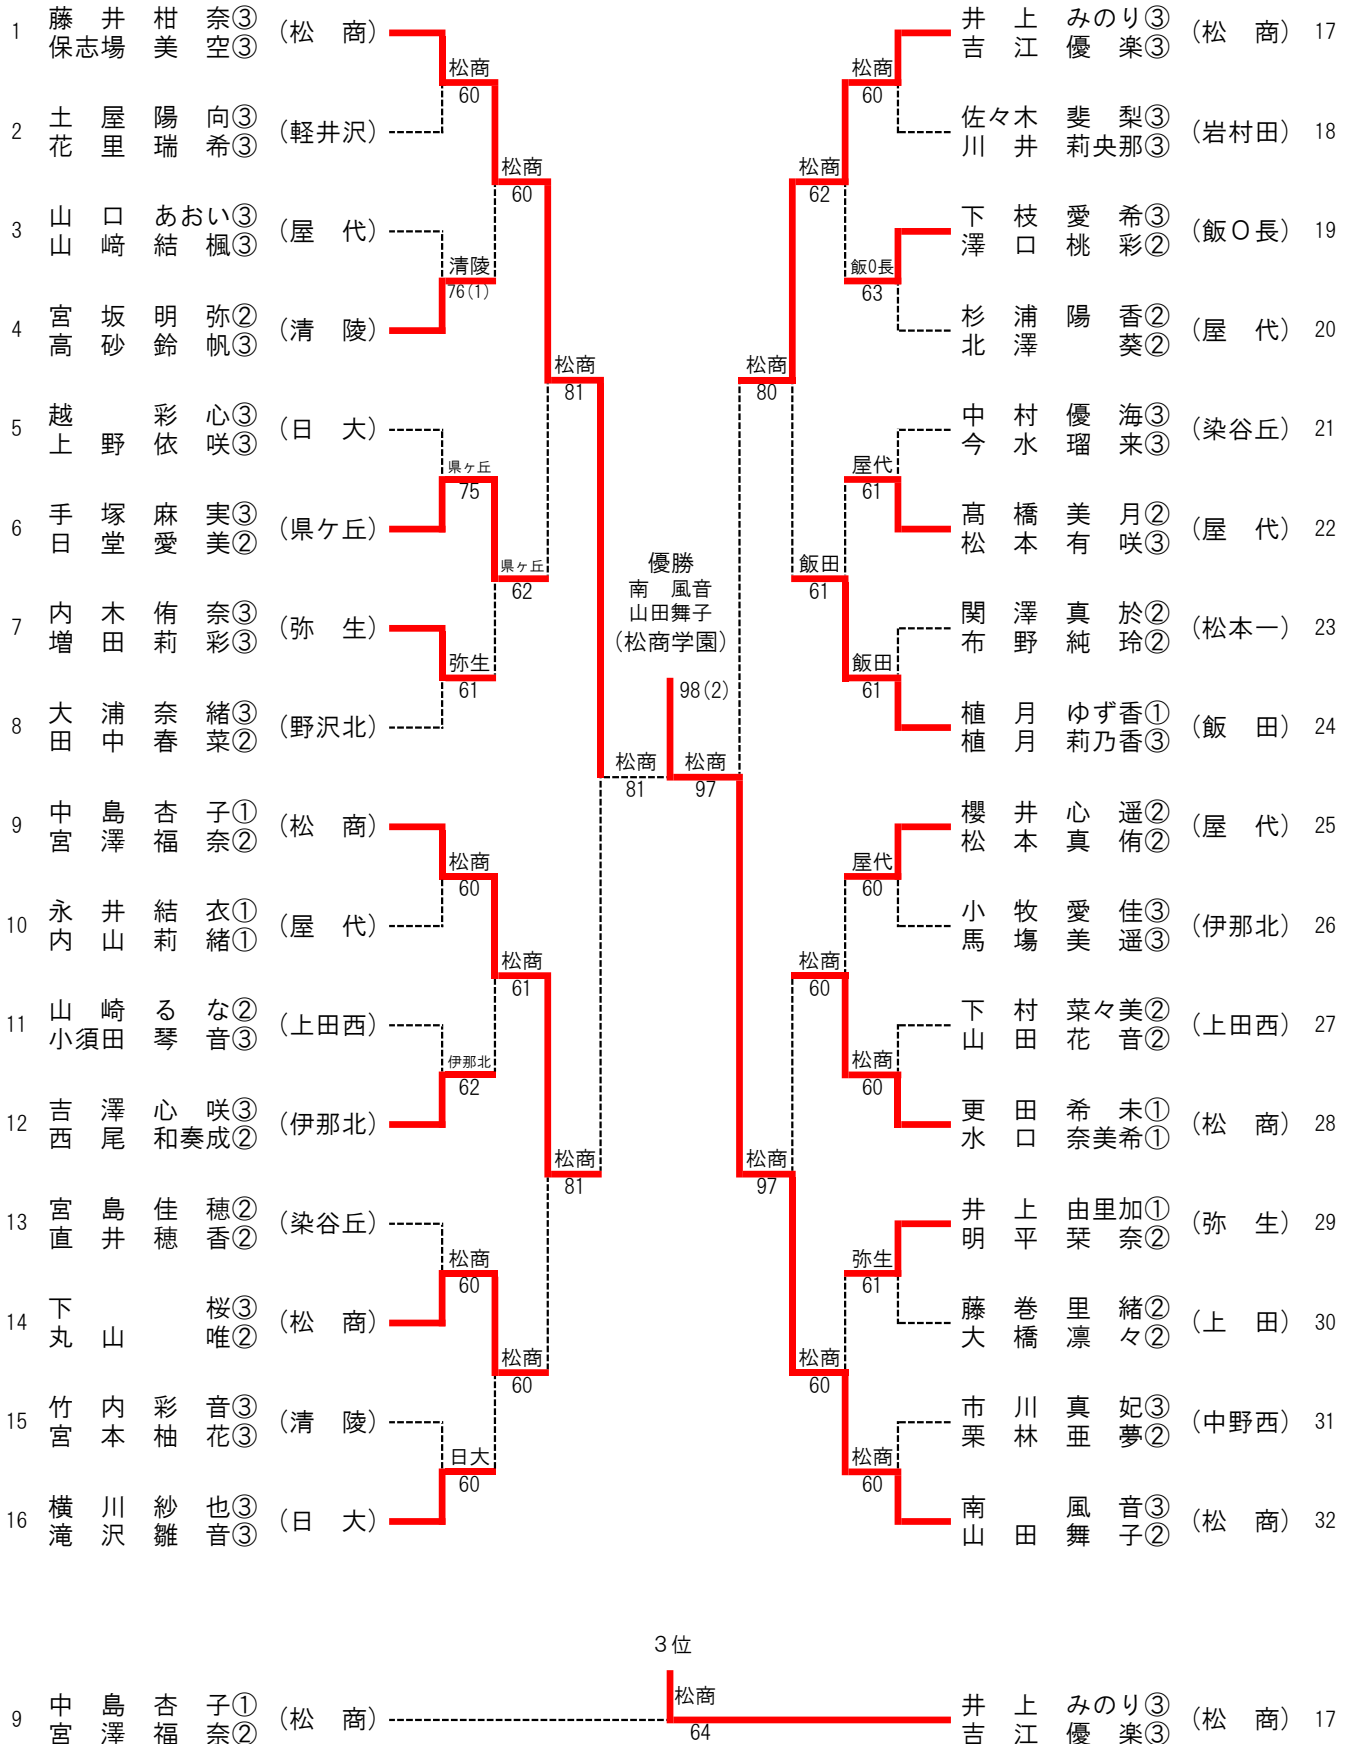 1 藤井柑奈③ 保志場美空③ (松商)
2 土屋陽向③ 花里瑞希③ (軽井沢)
3 山口あおい③ 山﨑結楓③ (屋代)
4 宮坂明弥② 高砂鈴帆③ (清陵)
5 越彩心③ 上野依咲③ (日大)
6 手塚麻実③ 日堂愛美② (県ケ丘)
7 内木侑奈③ 増田莉彩③ (弥生)
8 大浦奈緒③ 田中春菜② (野沢北)
9 中島杏子① 宮澤福奈② (松商)
10 永井結衣① 内山莉緒① (屋代)
11 山崎るな② 小須田琴音③ (上田西)
12 吉澤心咲③ 西尾和奏成② (伊那北)
13 宮島佳穂② 直井穂香② (染谷丘)
14 下桜③ 丸山唯② (松商)
15 竹内彩音③ 宮本柚花③ (清陵)
16 横川紗也③ 滝沢雛音③ (日大)
松商
60
清陵
76(1)
県ヶ丘
75
弥生
61
松商
60
伊那北
62
松商
60
日大
60
松商
60
県ヶ丘
62
松商
61
松商
60
松商
81
松商
81
松商
81
優勝
南 風音
山田舞子
(松商学園)
98(2)
松商
97
松商
80
松商
97
松商
62
飯田
61
松商
60
松商
60
松商
60
飯0長
63
屋代
61
飯田
61
屋代
60
松商
60
弥生
61
松商
60
井上みのり③ 吉江優楽③ (松商) 17
佐々木斐梨③ 川井莉央那③ (岩村田) 18
下枝愛希③ 澤口桃彩② (飯O長) 19
杉浦陽香② 北澤葵② (屋代) 20
中村優海③ 今水瑠来③ (染谷丘) 21
髙橋美月② 松本有咲③ (屋代) 22
関澤真於② 布野純玲② (松本一) 23
植月ゆず香① 植月莉乃香③ (飯田) 24
櫻井心遥② 松本真侑② (屋代) 25
小牧愛佳③ 馬塲美遥③ (伊那北) 26
下村菜々美② 山田花音② (上田西) 27
更田希未① 水口奈美希① (松商) 28
井上由里加① 明平栞奈② (弥生) 29
藤巻里緒② 大橋凛々② (上田) 30
市川真妃③ 栗林亜夢② (中野西) 31
南風音③ 山田舞子② (松商) 32
3位
9 中島杏子① 宮澤福奈② (松商)
松商
64
井上みのり③ 吉江優楽③ (松商) 17